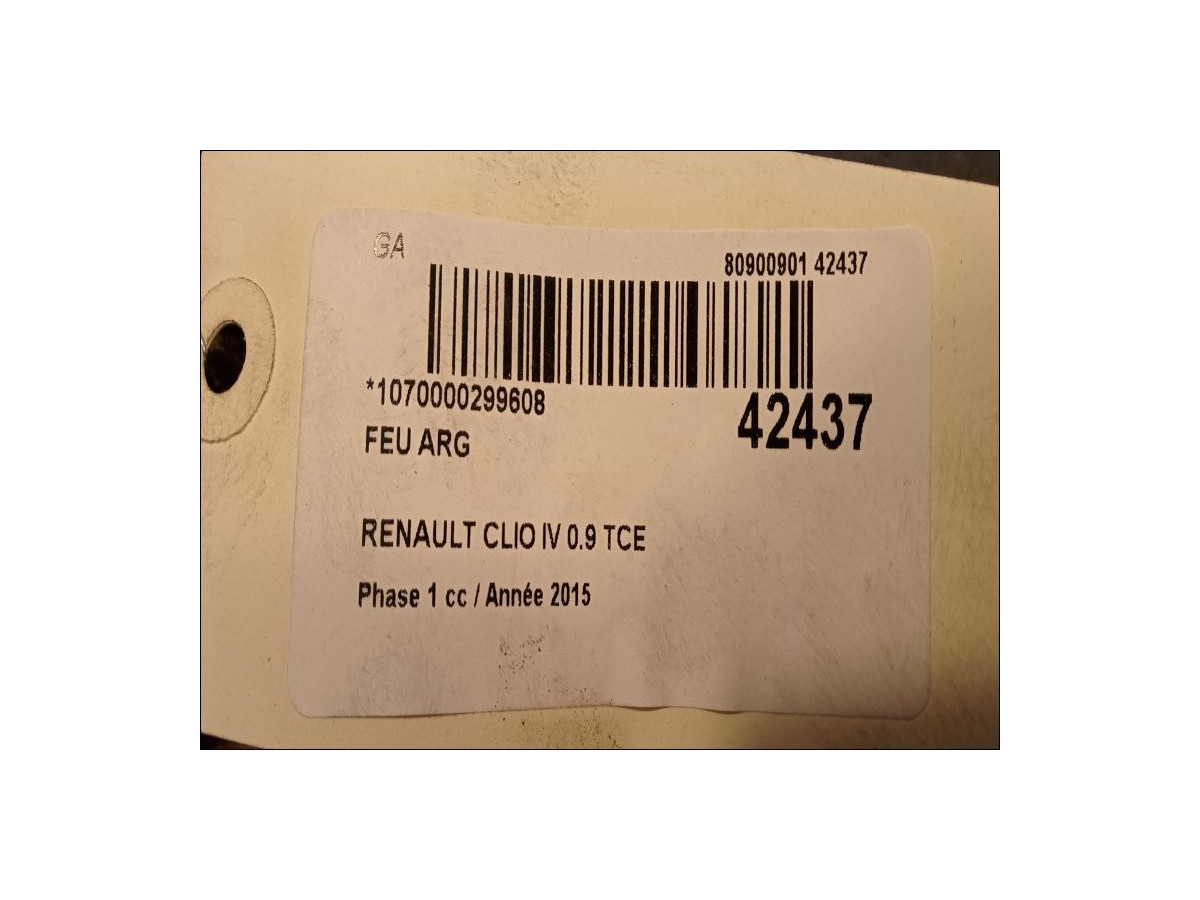 GA
80900901 42437
*1070000299608
42437
FEU ARG
RENAULT CLIO IV 0.9 TCE
Phase 1 cc / Année 2015